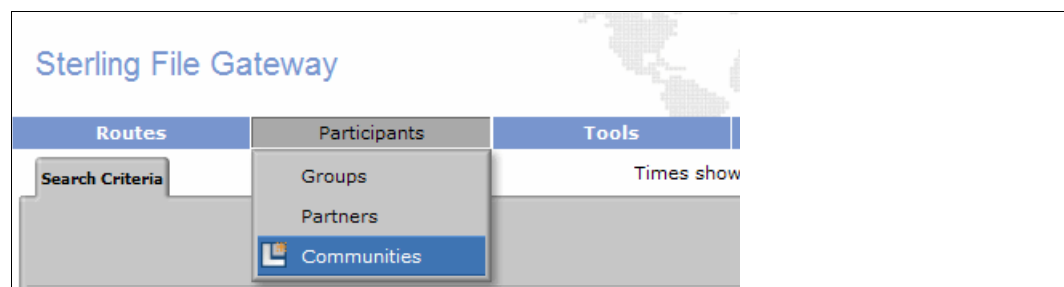 Sterling File Gateway
Routes Participants Tools
Search Criteria Groups Times show
Partners
Communities